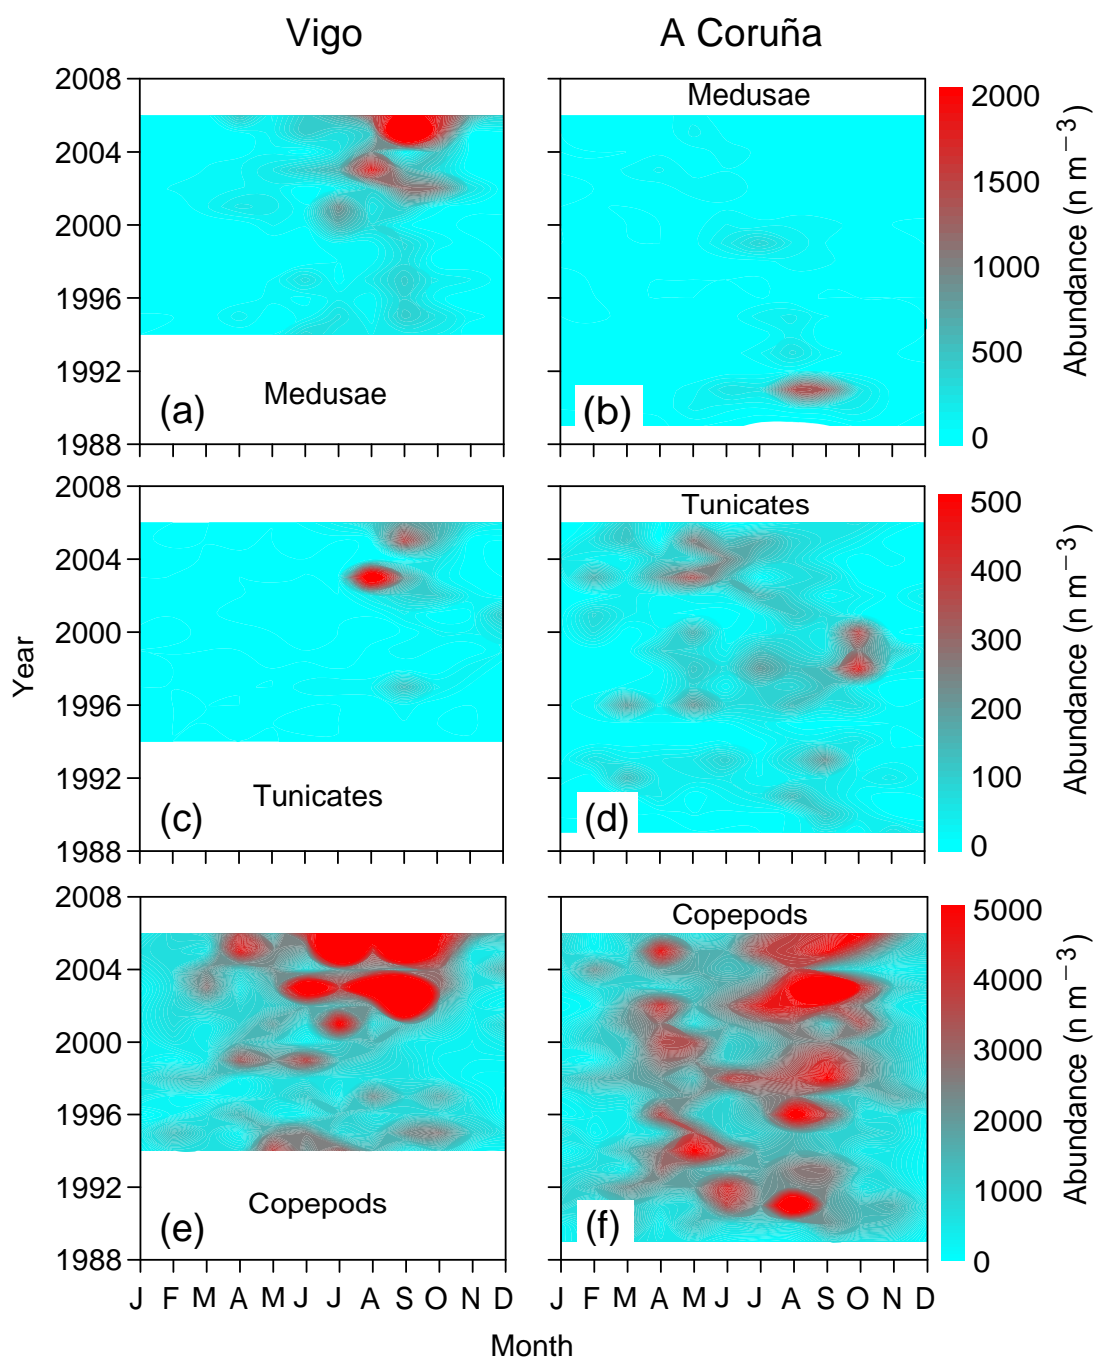 Vigo
A Coruña
2008
2004
2000
1996
1992
1988
Medusae
(a)
Medusae
(b)
2000
1500
1000
500
0
Abundance (n m−3)
2008
2004
2000
1996
1992
1988
Year
Tunicates
(c)
Tunicates
(d)
500
400
300
200
100
0
Abundance (n m−3)
2008
2004
2000
1996
1992
1988
Copepods
(e)
Copepods
(f)
5000
4000
3000
2000
1000
0
Abundance (n m−3)
J F M A M J J A S O N D
J F M A M J J A S O N D
Month